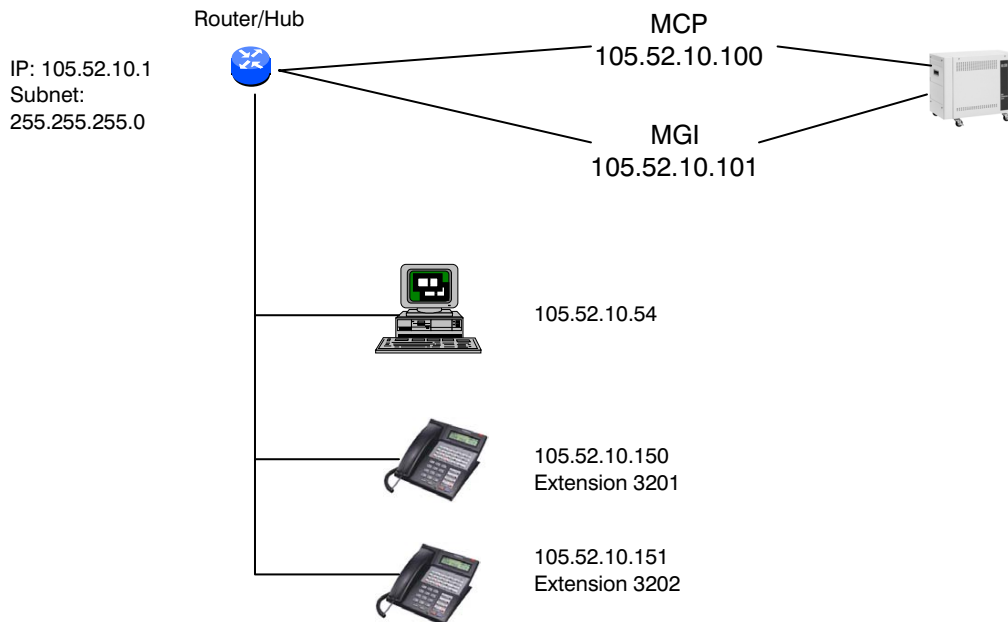 Router/Hub
IP: 105.52.10.1
Subnet:
255.255.255.0
MCP
105.52.10.100
MGI
105.52.10.101
105.52.10.54
105.52.10.150
Extension 3201
105.52.10.151
Extension 3202